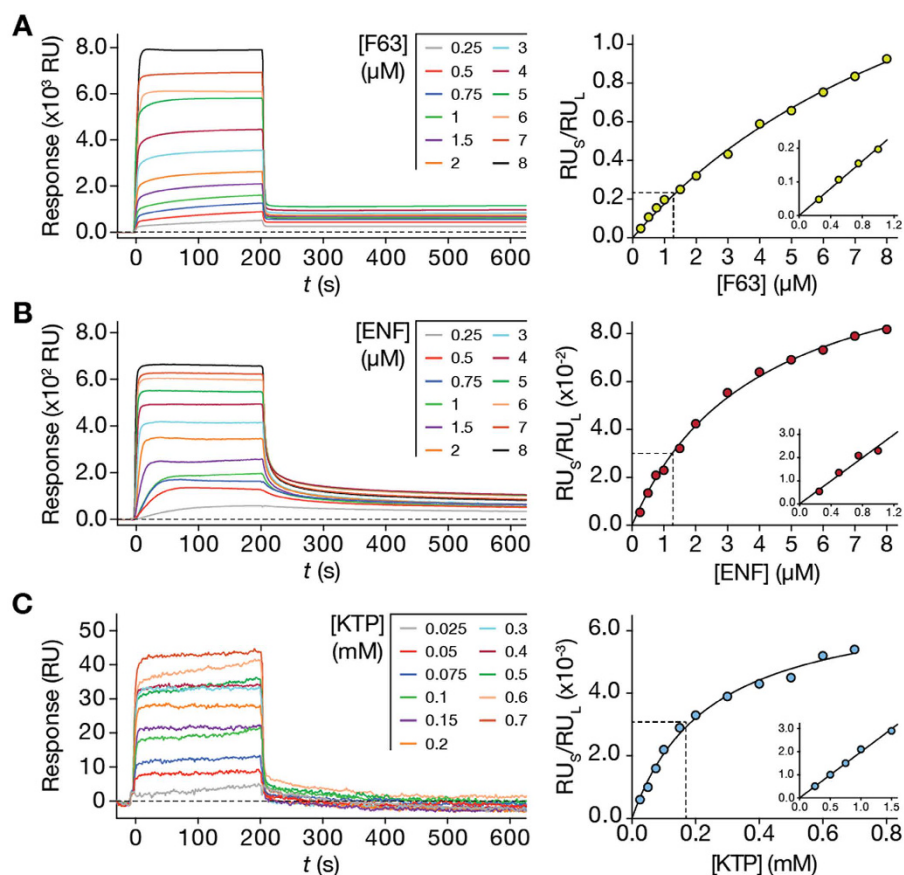 A
Response (x10³ RU)
8.0
6.0
4.0
2.0
0.0
0 100 200 300 400 500 600
t (s)
[F63]
(µM)
0.25 3
0.5 4
0.75 5
1 6
1.5 7
2 8
RUS/RUL
1.0
0.8
0.6
0.4
0.2
0.0
0 1 2 3 4 5 6 7 8
[F63] (µM)
0.2
0.1
0.0
0.0 0.4 0.8 1.2
B
Response (x10² RU)
8.0
6.0
4.0
2.0
0.0
0 100 200 300 400 500 600
t (s)
[ENF]
(µM)
0.25 3
0.5 4
0.75 5
1 6
1.5 7
2 8
RUS/RUL (x10⁻²)
8.0
6.0
4.0
2.0
0.0
0 1 2 3 4 5 6 7 8
[ENF] (µM)
3.0
2.0
1.0
0.0
0.0 0.4 0.8 1.2
C
Response (RU)
50
40
30
20
10
0
0 100 200 300 400 500 600
t (s)
[KTP]
(mM)
0.025 0.3
0.05 0.4
0.075 0.5
0.1 0.6
0.15 0.7
0.2
RUS/RUL (x10⁻³)
6.0
4.0
2.0
0.0
0.0 0.2 0.4 0.6 0.8
[KTP] (mM)
3.0
2.0
1.0
0.0
0.0 0.5 1.0 1.5